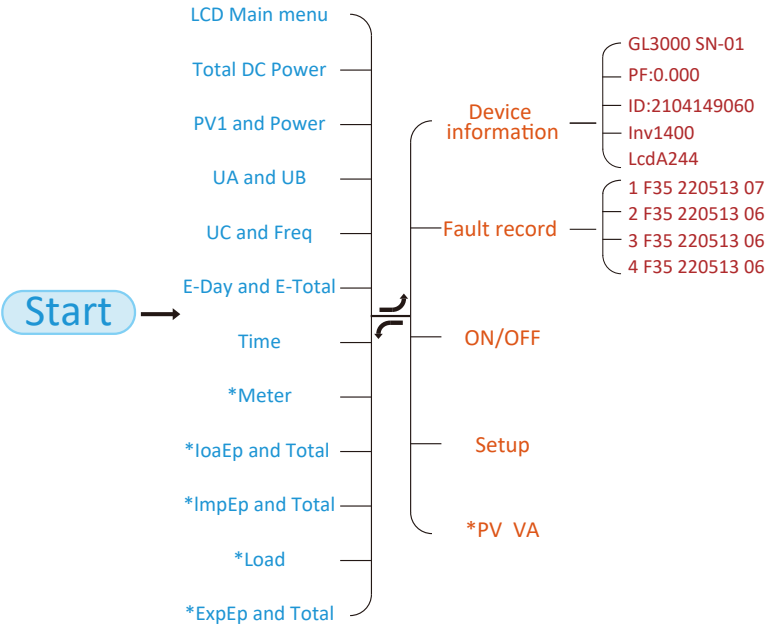 Start
LCD Main menu
Total DC Power
PV1 and Power
UA and UB
UC and Freq
E-Day and E-Total
Time
*Meter
*IoaEp and Total
*ImpEp and Total
*Load
*ExpEp and Total
Device
information
Fault record
ON/OFF
Setup
*PV VA
GL3000 SN-01
PF:0.000
ID:2104149060
Inv1400
LcdA244
1 F35 220513 07
2 F35 220513 06
3 F35 220513 06
4 F35 220513 06